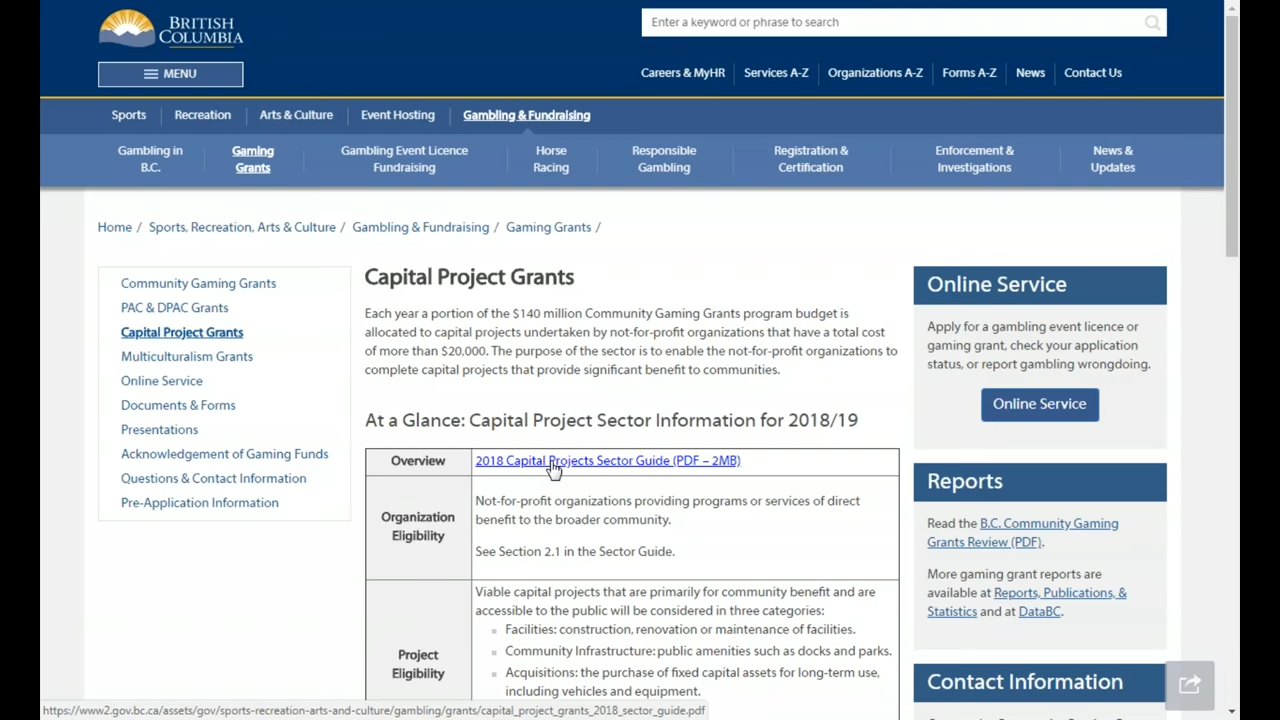 BRITISH
COLUMBIA
Enter a keyword or phrase to search
MENU
Careers & MyHR
Services A-Z
Organizations A-Z
Forms A-Z
News
Contact Us
Sports
Recreation
Arts & Culture
Event Hosting
Gambling & Fundraising
Gambling in
B.C.
Gaming
Grants
Gambling Event Licence
Fundraising
Horse
Racing
Responsible
Gambling
Registration &
Certification
Enforcement &
Investigations
News &
Updates
Home / Sports, Recreation, Arts & Culture / Gambling & Fundraising / Gaming Grants /
Community Gaming Grants
PAC & DPAC Grants
Capital Project Grants
Multiculturalism Grants
Online Service
Documents & Forms
Presentations
Acknowledgement of Gaming Funds
Questions & Contact Information
Pre-Application Information
Capital Project Grants
Each year a portion of the $140 million Community Gaming Grants program budget is
allocated to capital projects undertaken by not-for-profit organizations that have a total cost
of more than $20,000. The purpose of the sector is to enable the not-for-profit organizations to
complete capital projects that provide significant benefit to communities.
At a Glance: Capital Project Sector Information for 2018/19
Overview
2018 Capital Projects Sector Guide (PDF – 2MB)
Organization
Eligibility
Not-for-profit organizations providing programs or services of direct
benefit to the broader community.
See Section 2.1 in the Sector Guide.
Project
Eligibility
Viable capital projects that are primarily for community benefit and are
accessible to the public will be considered in three categories:
Facilities: construction, renovation or maintenance of facilities.
Community Infrastructure: public amenities such as docks and parks.
Acquisitions: the purchase of fixed capital assets for long-term use,
including vehicles and equipment.
Online Service
Apply for a gambling event licence or
gaming grant, check your application
status, or report gambling wrongdoing.
Online Service
Reports
Read the B.C. Community Gaming
Grants Review (PDF).
More gaming grant reports are
available at Reports, Publications, &
Statistics and at DataBC.
Contact Information
https://www2.gov.bc.ca/assets/gov/sports-recreation-arts-and-culture/gambling/grants/capital_project_grants_2018_sector_guide.pdf